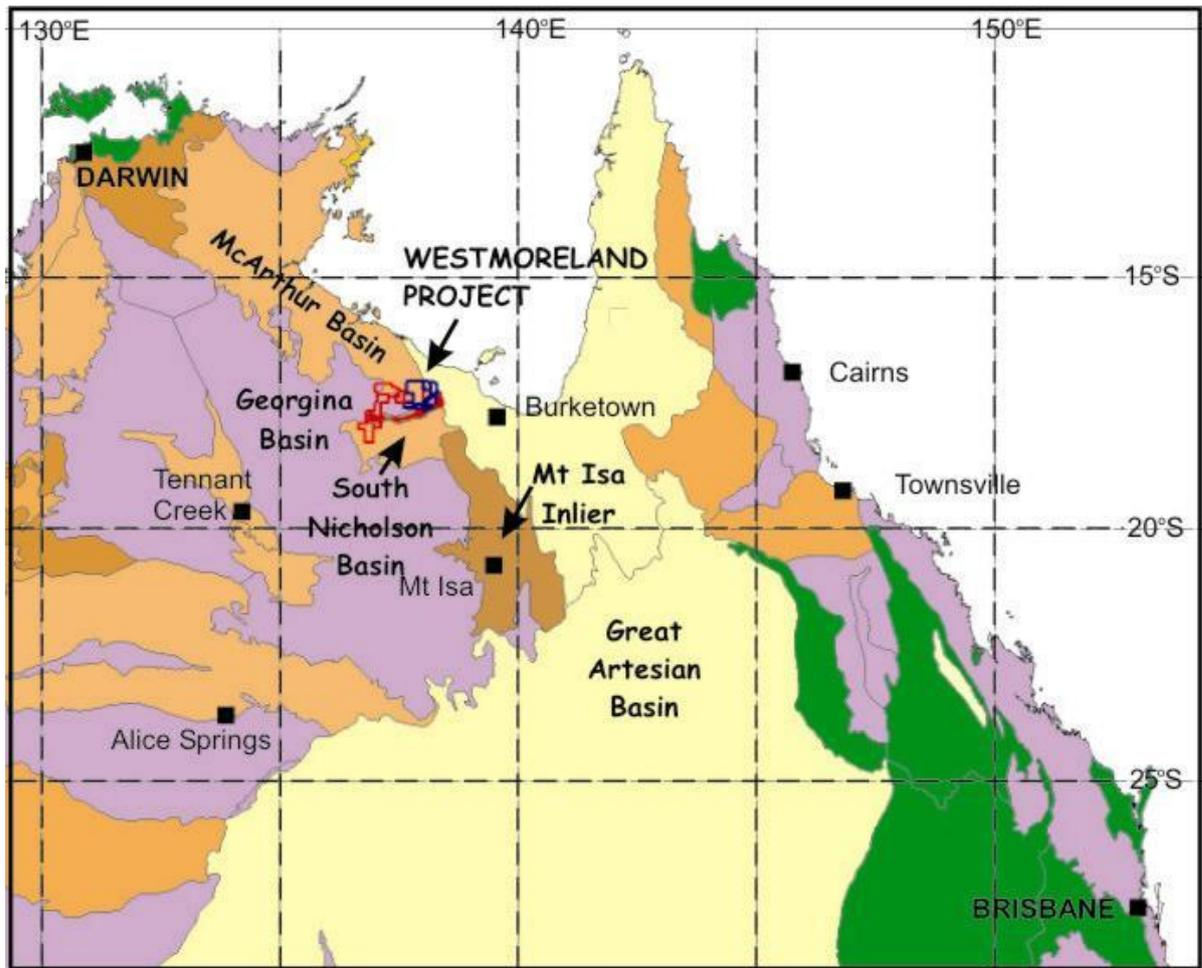 130°E
140°E
150°E
DARWIN
McArthur Basin
WESTMORELAND
PROJECT
15°S
Cairns
Georgina
Basin
Burketown
Tennant
Creek
South
Nicholson
Basin
Mt Isa
Inlier
Townsville
20°S
Mt Isa
Great
Artesian
Basin
Alice Springs
25°S
BRISBANE